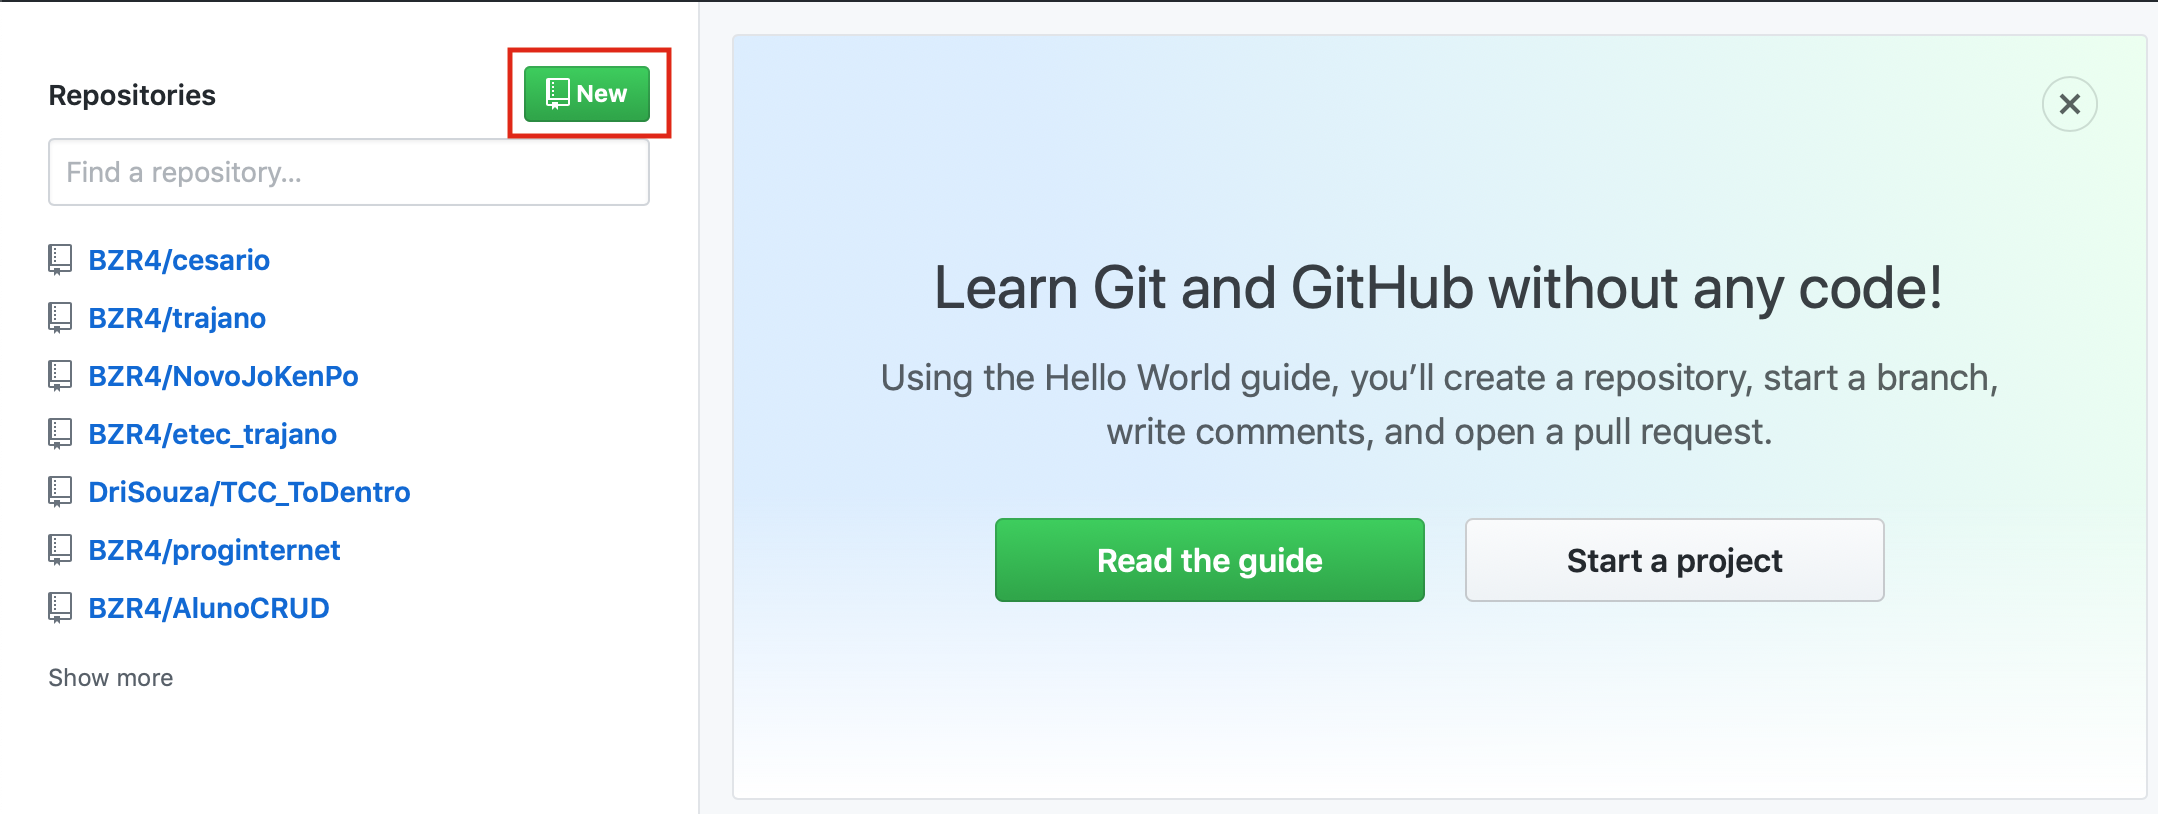 Repositories
New
Find a repository...
BZR4/cesario
BZR4/trajano
BZR4/NovoJoKenPo
BZR4/etec_trajano
DriSouza/TCC_ToDentro
BZR4/proginternet
BZR4/AlunoCRUD
Show more
Learn Git and GitHub without any code!
Using the Hello World guide, you’ll create a repository, start a branch,
write comments, and open a pull request.
Read the guide
Start a project